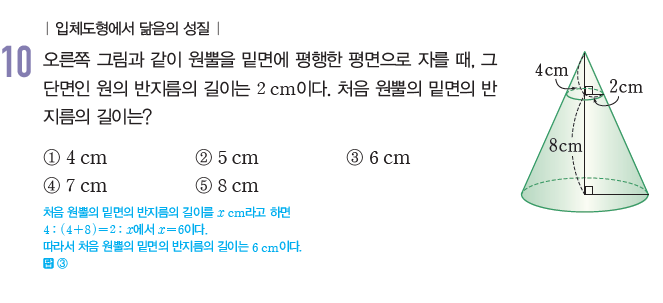 | 입체도형에서 닮음의 성질 |
10 오른쪽 그림과 같이 원뿔을 밑면에 평행한 평면으로 자를 때, 그
단면인 원의 반지름의 길이는 2 cm이다. 처음 원뿔의 밑면의 반
지름의 길이는?
① 4 cm ② 5 cm ③ 6 cm
④ 7 cm ⑤ 8 cm
처음 원뿔의 밑면의 반지름의 길이를 x cm라고 하면
4 : (4+8)=2 : x에서 x=6이다.
따라서 처음 원뿔의 밑면의 반지름의 길이는 6 cm이다.
답 ③
4cm
2cm
8cm